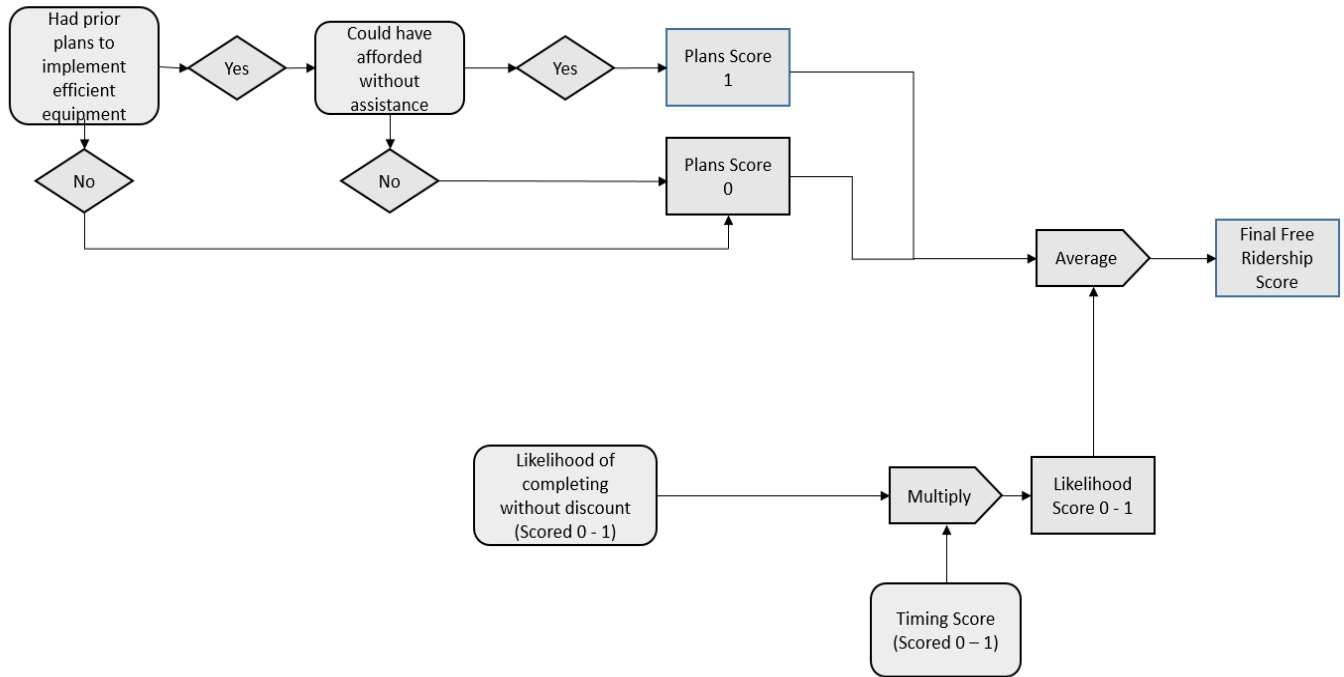 Had prior
plans to
implement
efficient
equipment
Yes
Could have
afforded
without
assistance
Yes
Plans Score
1
No
No
Plans Score
0
Average
Final Free
Ridership
Score
Likelihood of
completing
without discount
(Scored 0 - 1)
Multiply
Likelihood
Score 0 - 1
Timing Score
(Scored 0 – 1)